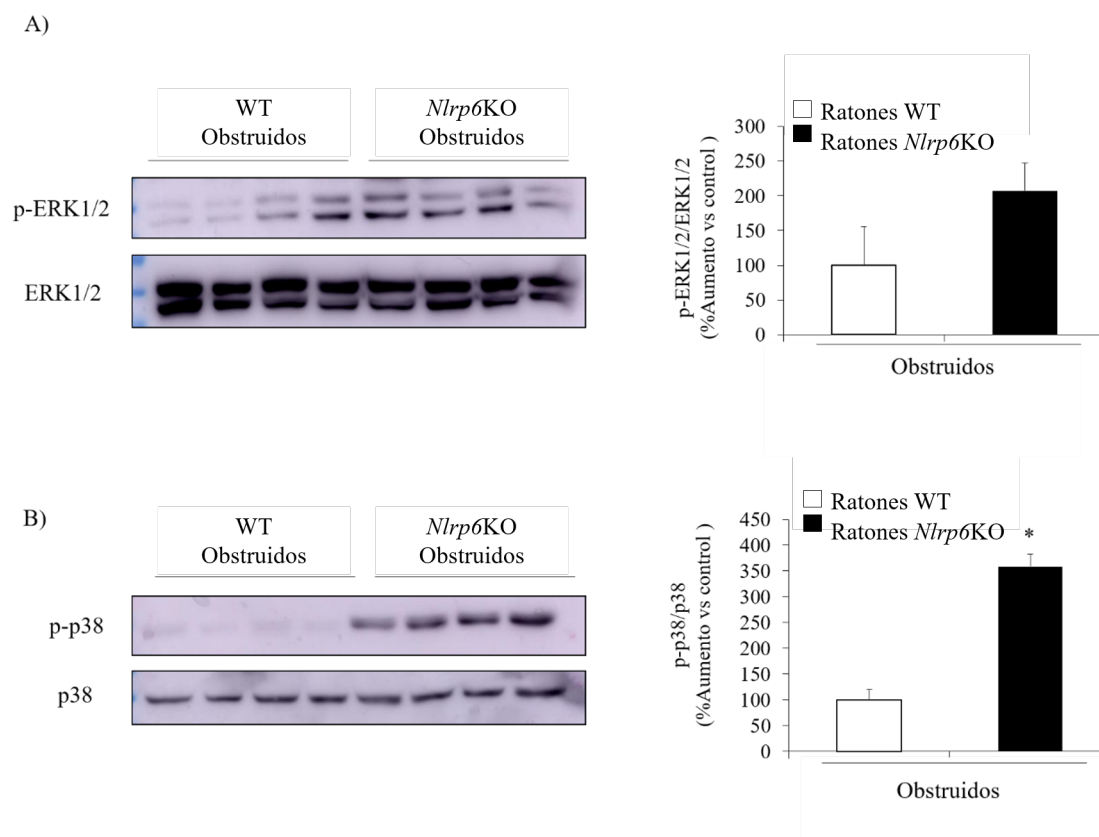 A)
WT
Obstruidos
Nlrp6KO
Obstruidos
p-ERK1/2
ERK1/2
Ratones WT
Ratones Nlrp6KO
p-ERK1/2/ERK1/2
(%Aumento vs control )
300
250
200
150
100
50
0
Obstruidos
B)
WT
Obstruidos
Nlrp6KO
Obstruidos
p-p38
p38
Ratones WT
Ratones Nlrp6KO
*
p-p38/p38
(%Aumento vs control )
450
400
350
300
250
200
150
100
50
0
Obstruidos